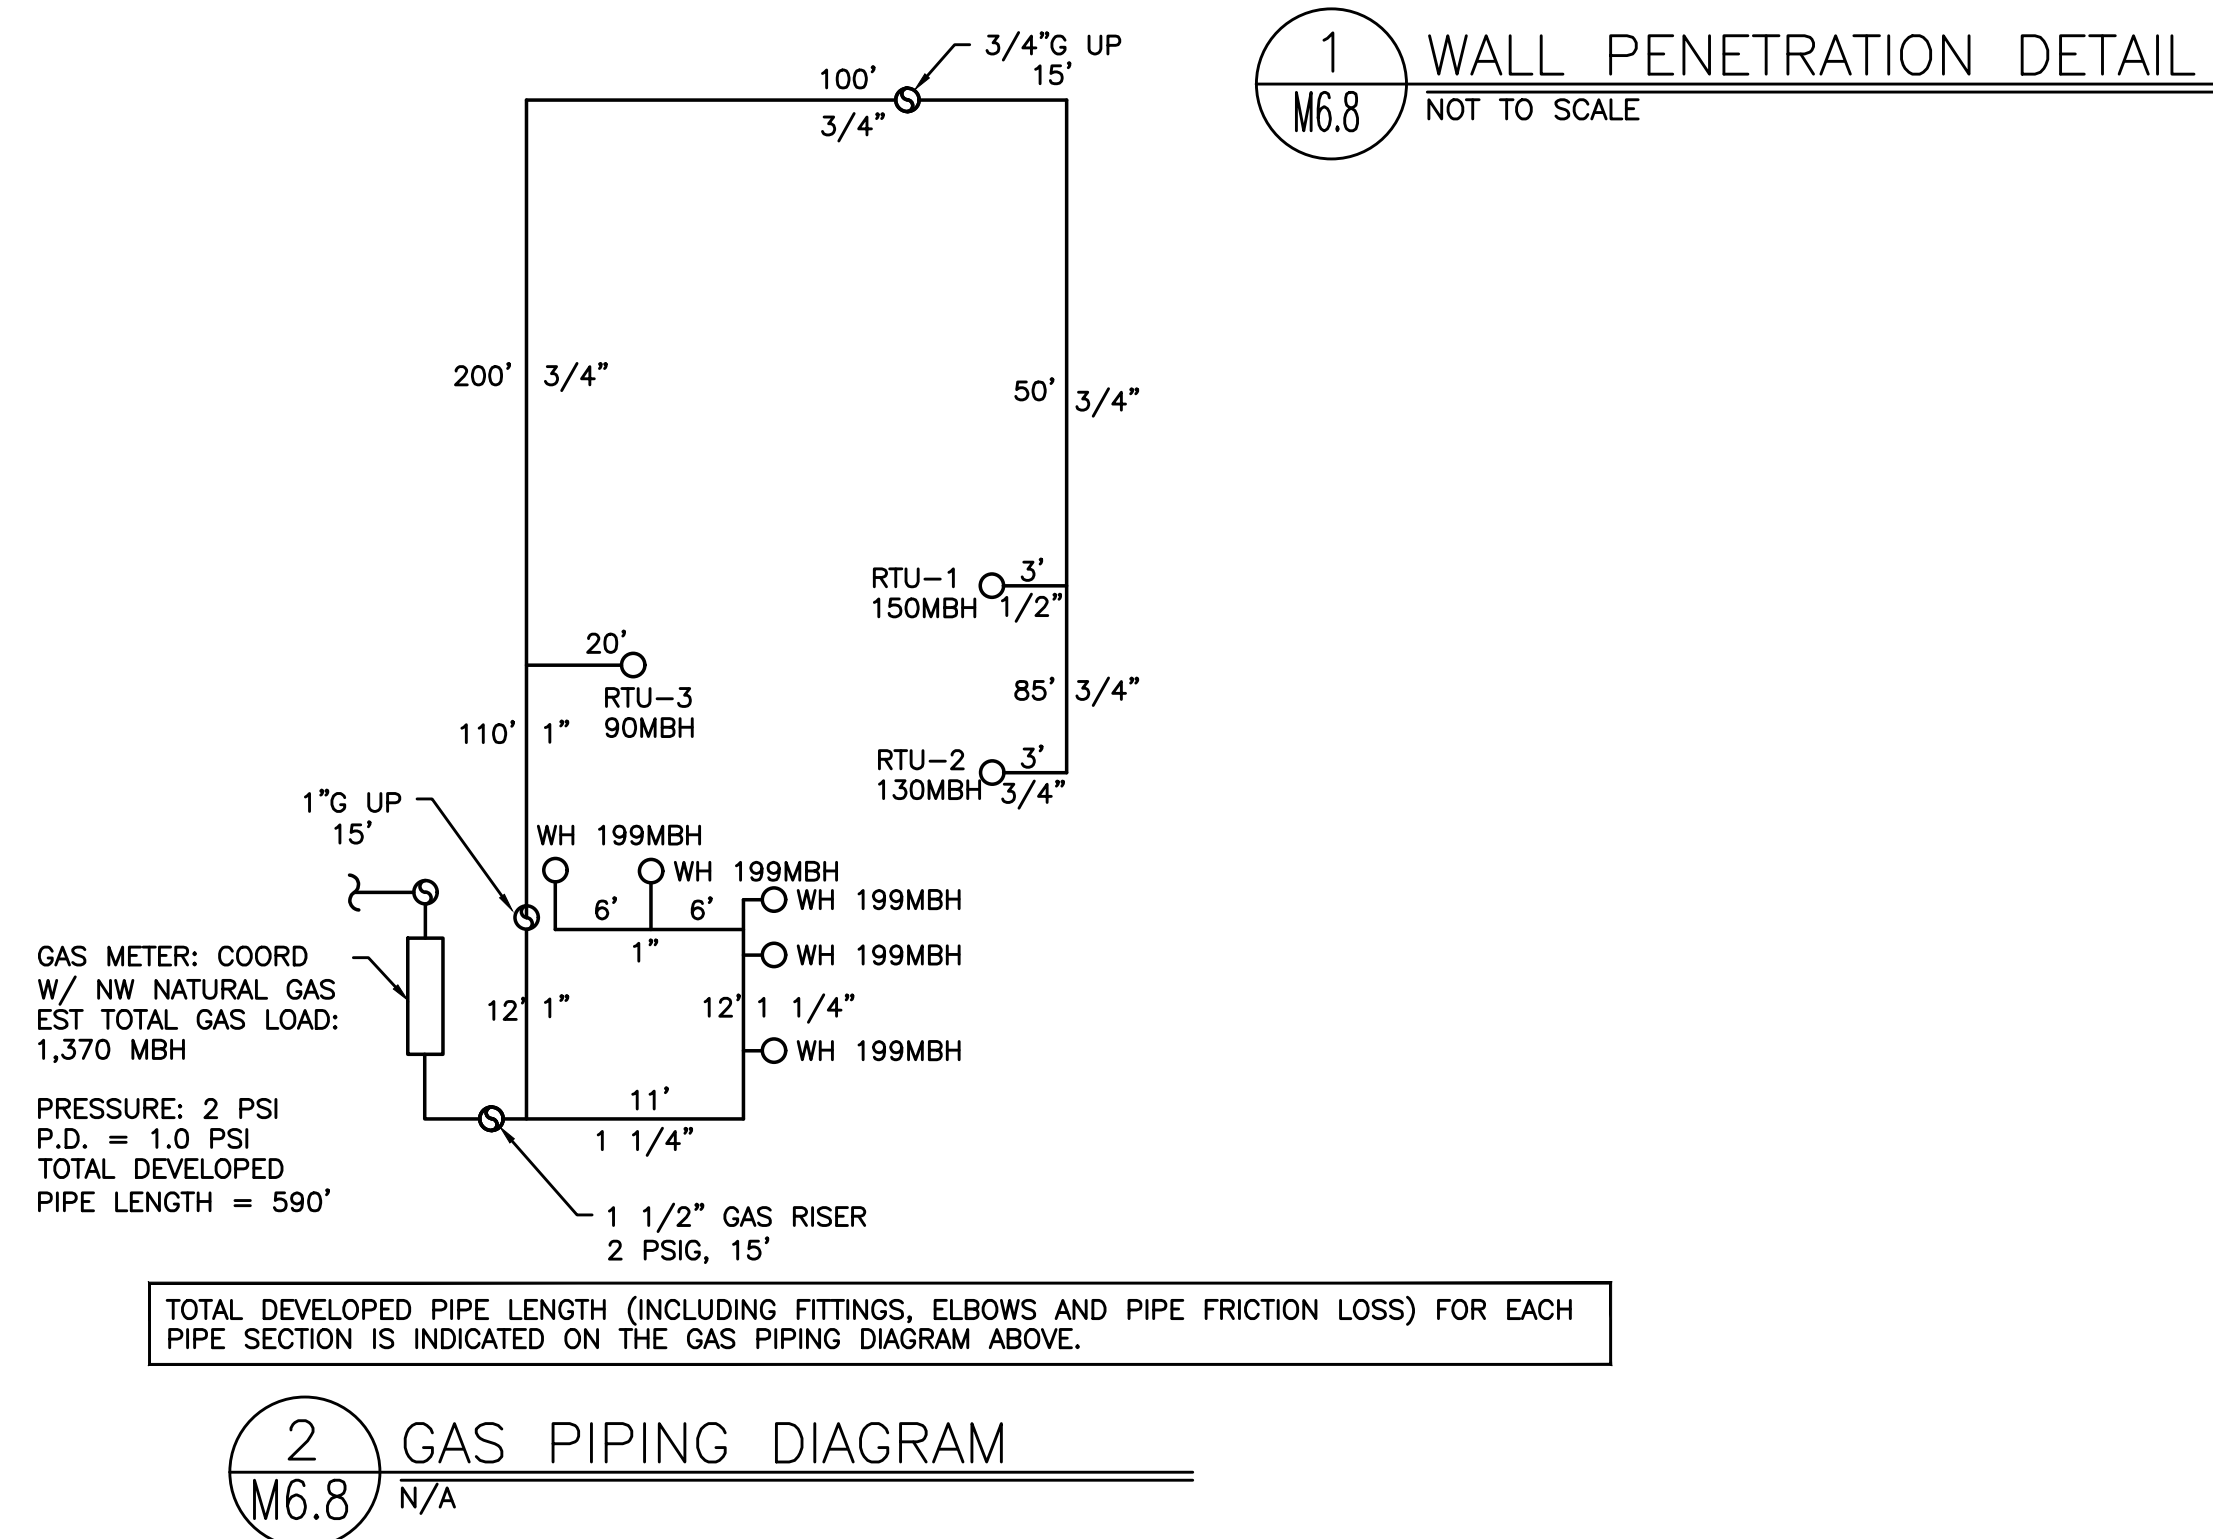 3/4”G UP
15’
100’
3/4”
1
M6.8
WALL PENETRATION DETAIL
NOT TO SCALE
200’ 3/4”
50’ 3/4”
RTU-1
150MBH
3’
1/2”
20’
RTU-3
90MBH
110’ 1”
85’ 3/4”
RTU-2
130MBH
3’
3/4”
1”G UP
15’
WH 199MBH
WH 199MBH
WH 199MBH
6’ 6’
1”
WH 199MBH
12’ 1”
12’ 1 1/4”
WH 199MBH
GAS METER: COORD
W/ NW NATURAL GAS
EST TOTAL GAS LOAD:
1,370 MBH
PRESSURE: 2 PSI
P.D. = 1.0 PSI
TOTAL DEVELOPED
PIPE LENGTH = 590’
11’
1 1/4”
1 1/2” GAS RISER
2 PSIG, 15’
TOTAL DEVELOPED PIPE LENGTH (INCLUDING FITTINGS, ELBOWS AND PIPE FRICTION LOSS) FOR EACH
PIPE SECTION IS INDICATED ON THE GAS PIPING DIAGRAM ABOVE.
2
M6.8
GAS PIPING DIAGRAM
N/A